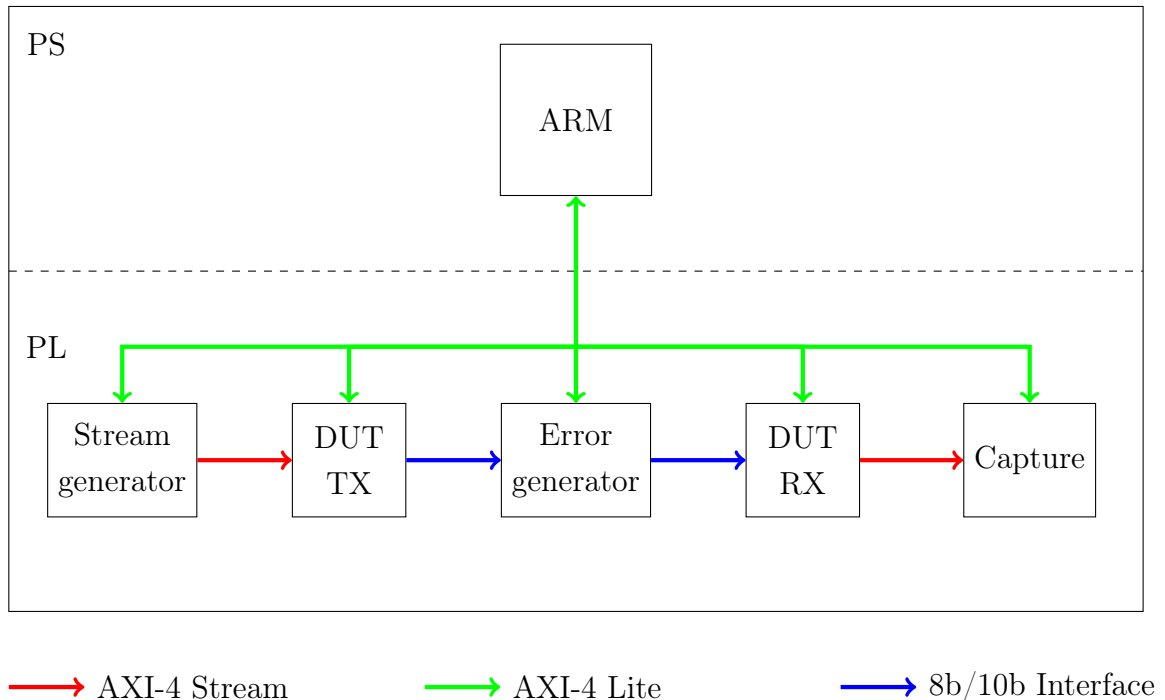 PS
ARM
PL
Stream
generator
DUT
TX
Error
generator
DUT
RX
Capture
AXI-4 Stream
AXI-4 Lite
8b/10b Interface